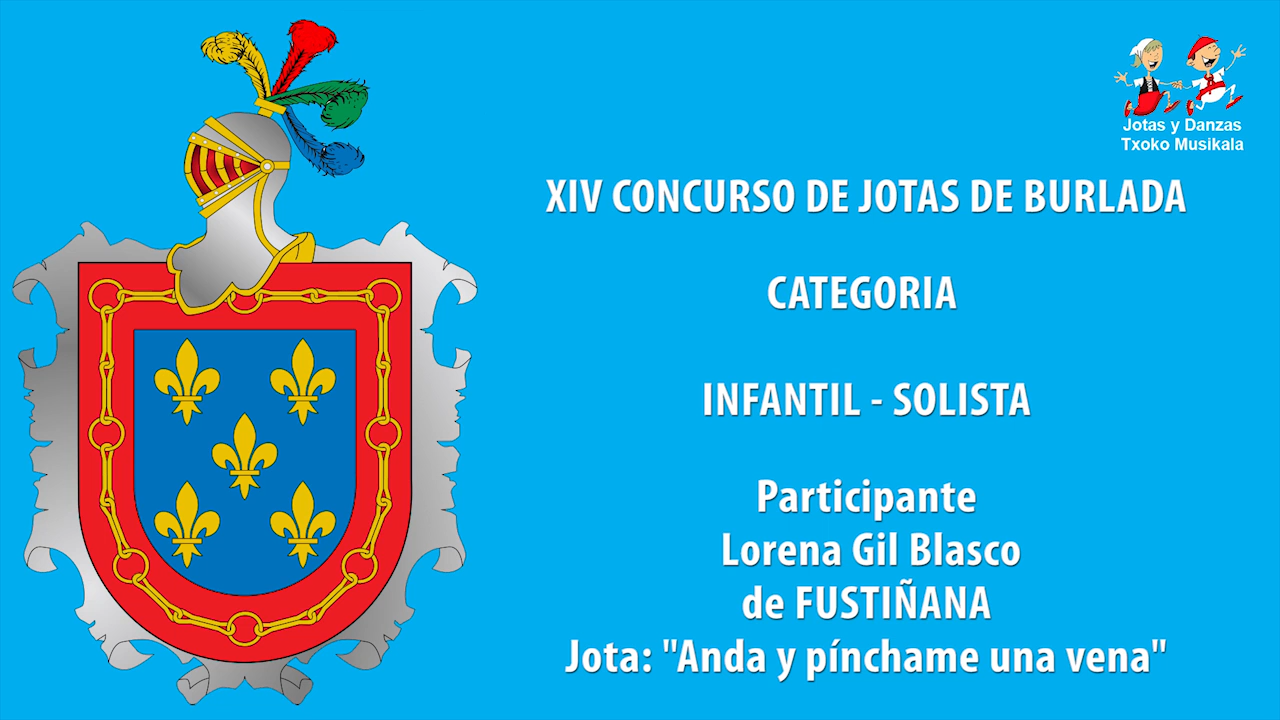 Jotas y Danzas
Txoko Musikala
XIV CONCURSO DE JOTAS DE BURLADA
CATEGORIA
INFANTIL - SOLISTA
Participante
Lorena Gil Blasco
de FUSTIÑANA
Jota: "Anda y pínchame una vena"